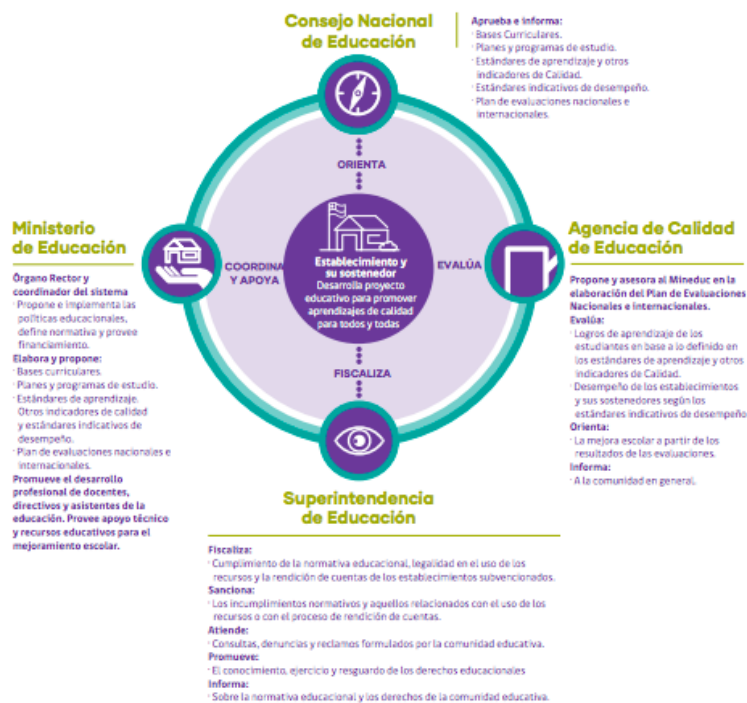 Consejo Nacional
de Educación
Aprueba e informa:
· Bases Curriculares.
· Planes y programas de estudio.
· Estándares de aprendizaje y otros
indicadores de Calidad.
· Estándares indicativos de desempeño.
· Plan de evaluaciones nacionales e
internacionales.
ORIENTA
Ministerio
de Educación
Órgano Rector y
coordinador del sistema
· Propone e implementa las
políticas educacionales,
define normativa y provee
financiamiento.
Elabora y propone:
· Bases curriculares.
· Planes y programas de estudio.
· Estándares de aprendizaje.
Otros indicadores de calidad
y estándares indicativos de
desempeño.
· Plan de evaluaciones nacionales e
internacionales.
Promueve el desarrollo
profesional de docentes,
directivos y asistentes de la
educación. Provee apoyo técnico
y recursos educativos para el
mejoramiento escolar.
COORDINA
Y APOYA
Establecimiento y
su sostenedor
Desarrolla proyecto
educativo para promover
aprendizajes de calidad
para todos y todas
EVALÚA
Agencia de Calidad
de Educación
Propone y asesora al Mineduc en la
elaboración del Plan de Evaluaciones
Nacionales e Internacionales.
Evalúa:
· Logros de aprendizaje de los
estudiantes en base a lo definido en
los estándares de aprendizaje y otros
indicadores de Calidad.
· Desempeño de los establecimientos
y sus sostenedores según los
estándares indicativos de desempeño
Orienta:
· La mejora escolar a partir de los
resultados de las evaluaciones.
Informa:
· A la comunidad en general.
FISCALIZA
Superintendencia
de Educación
Fiscaliza:
· Cumplimiento de la normativa educacional, legalidad en el uso de los
recursos y la rendición de cuentas de los establecimientos subvencionados.
Sanciona:
· Los incumplimientos normativos y aquellos relacionados con el uso de los
recursos o con el proceso de rendición de cuentas.
Atiende:
· Consultas, denuncias y reclamos formulados por la comunidad educativa.
Promueve:
· El conocimiento, ejercicio y resguardo de los derechos educacionales
Informa:
· Sobre la normativa educacional y los derechos de la comunidad educativa.